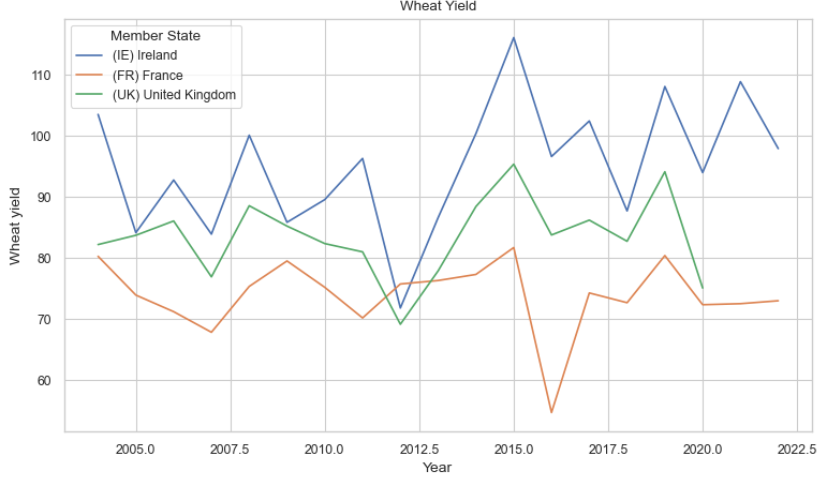 Wheat Yield
Member State
(IE) Ireland
(FR) France
(UK) United Kingdom
110
100
90
80
70
60
Wheat yield
2005.0 2007.5 2010.0 2012.5 2015.0 2017.5 2020.0 2022.5
Year